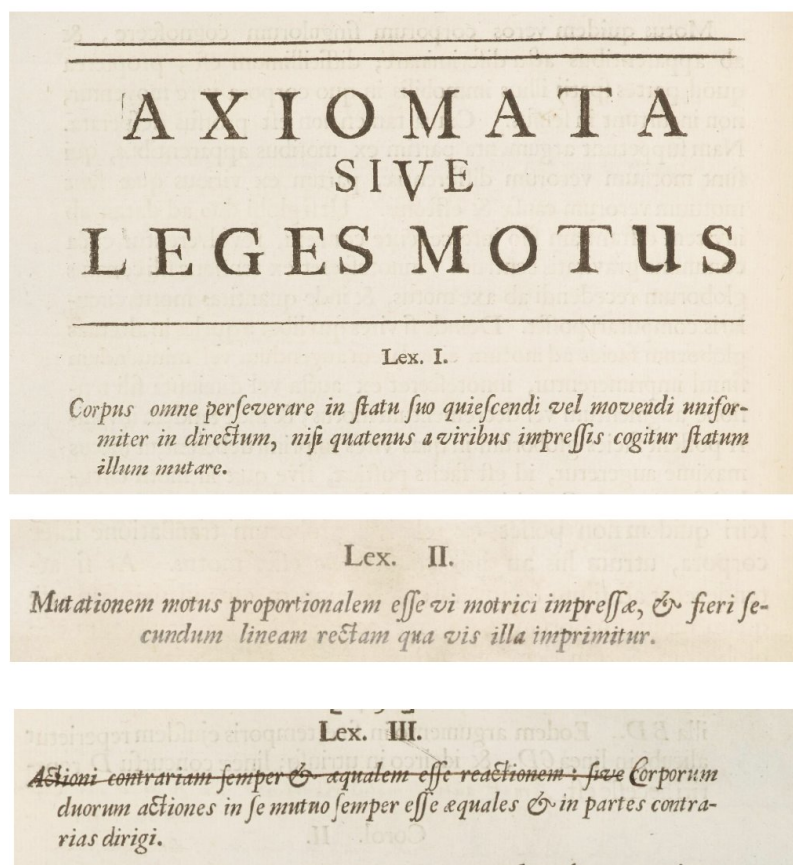 AXIOMATA
SIVE
LEGES MOTUS
Lex. I.
Corpus omne perſeverare in ſtatu ſuo quieſcendi vel movendi unifor-
miter in directum, niſi quatenus a viribus impreſſis cogitur ſtatum
illum mutare.
Lex. II.
Mutationem motus proportionalem eſſe vi motrici impreſſæ, & fieri ſe-
cundum lineam rectam qua vis illa imprimitur.
Lex. III.
Actioni contrariam ſemper & æqualem eſſe reactionem: ſive Corporum
duorum actiones in ſe mutuo ſemper eſſe æquales & in partes contra-
rias dirigi.